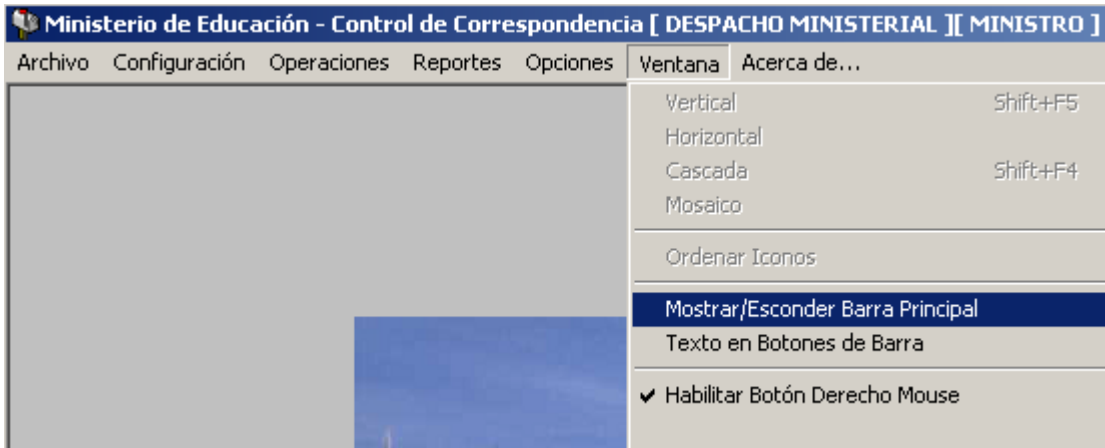 Ministerio de Educación - Control de Correspondencia [ DESPACHO MINISTERIAL ][ MINISTRO ]
Archivo Configuración Operaciones Reportes Opciones Ventana Acerca de...
Vertical Shift+F5
Horizontal
Cascada Shift+F4
Mosaico
Ordenar Iconos
Mostrar/Esconder Barra Principal
Texto en Botones de Barra
✔ Habilitar Botón Derecho Mouse